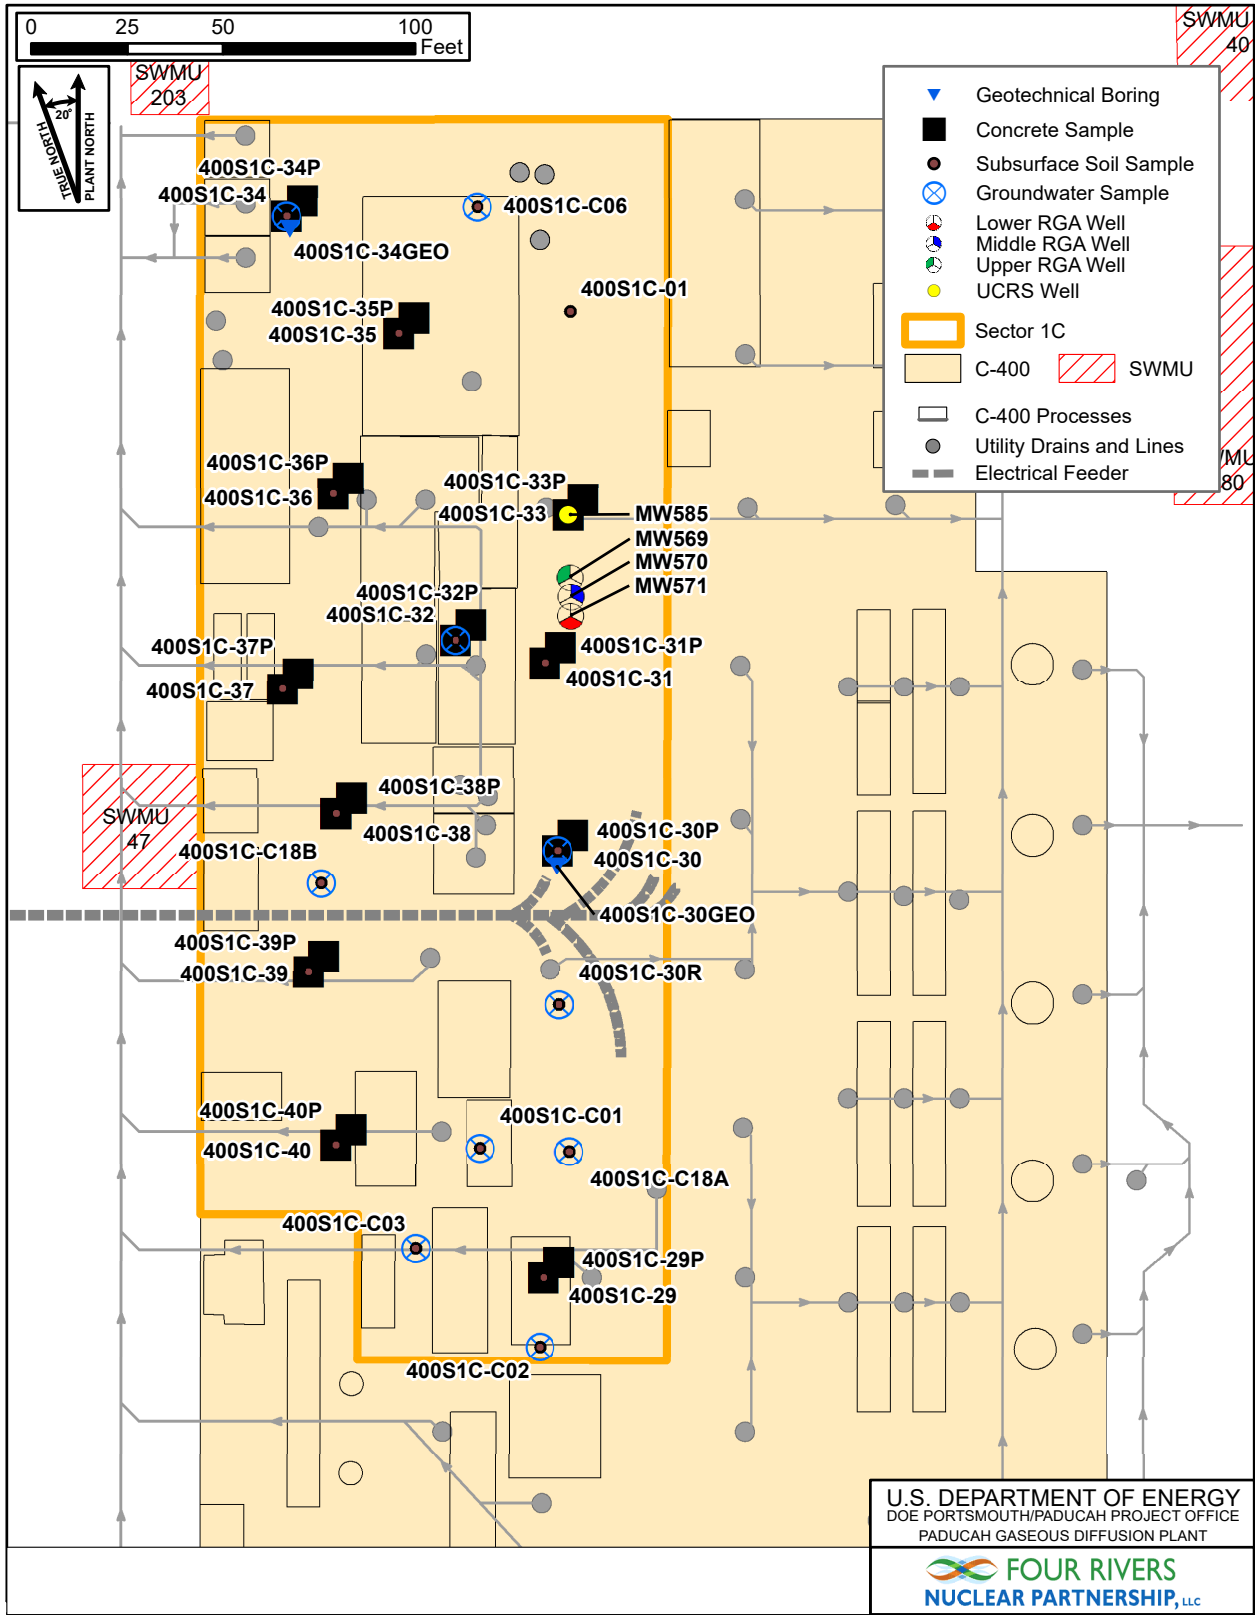 0 25 50 100
Feet
SWMU
203
SWMU
40
20°
TRUE NORTH
PLANT NORTH
Geotechnical Boring
Concrete Sample
Subsurface Soil Sample
Groundwater Sample
Lower RGA Well
Middle RGA Well
Upper RGA Well
UCRS Well
Sector 1C
C-400
SWMU
C-400 Processes
Utility Drains and Lines
Electrical Feeder
80
400S1C-34P
400S1C-34
400S1C-C06
400S1C-34GEO
400S1C-01
400S1C-35P
400S1C-35
400S1C-36P
400S1C-36
400S1C-33P
400S1C-33
MW585
MW569
MW570
MW571
400S1C-32P
400S1C-32
400S1C-37P
400S1C-37
400S1C-31P
400S1C-31
400S1C-38P
400S1C-38
SWMU
47
400S1C-30P
400S1C-30
400S1C-C18B
400S1C-30GEO
400S1C-39P
400S1C-39
400S1C-30R
400S1C-40P
400S1C-40
400S1C-C01
400S1C-C18A
400S1C-C03
400S1C-29P
400S1C-29
400S1C-C02
U.S. DEPARTMENT OF ENERGY
DOE PORTSMOUTH/PADUCAH PROJECT OFFICE
PADUCAH GASEOUS DIFFUSION PLANT
FOUR RIVERS
NUCLEAR PARTNERSHIP, LLC